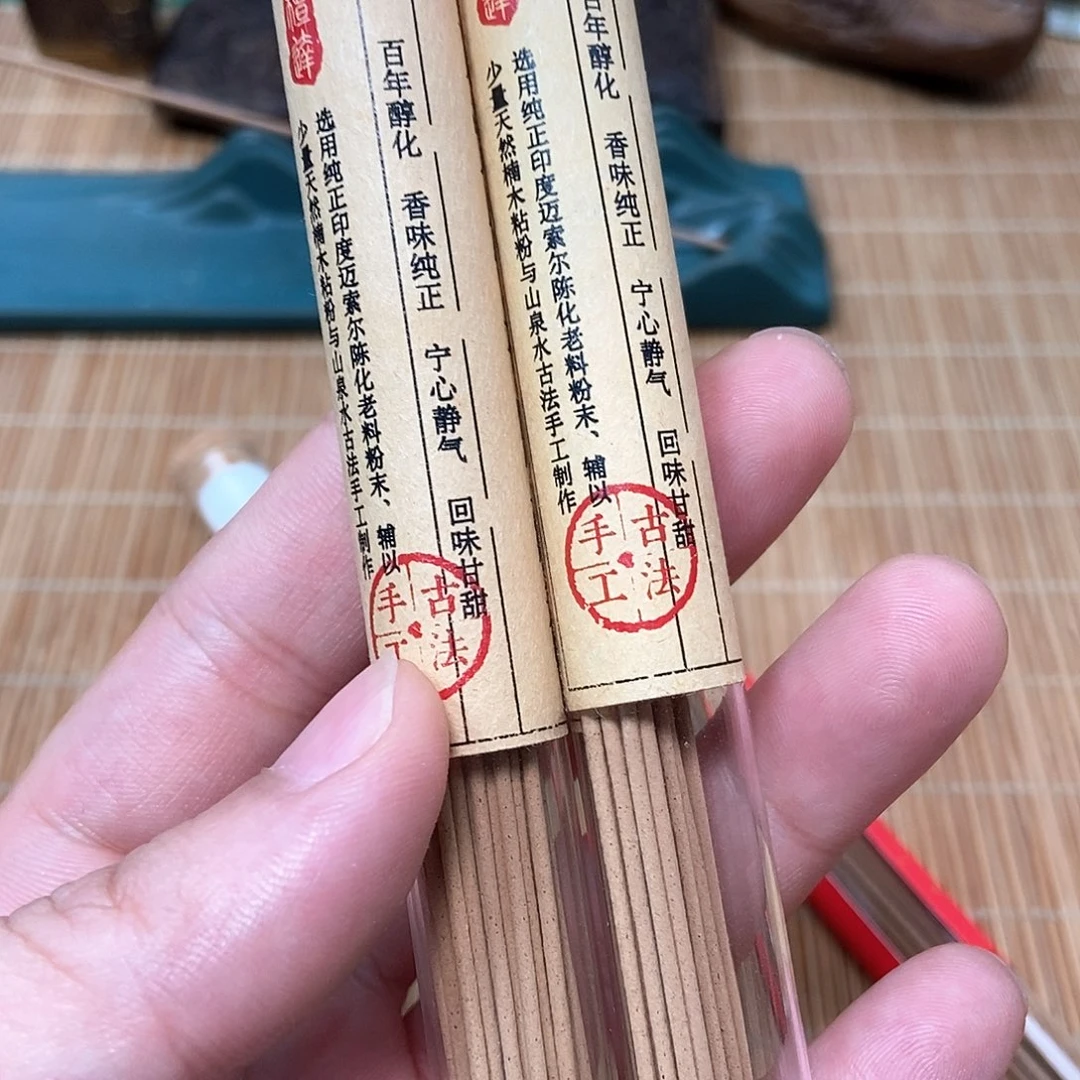 百年醇化 香味纯正 宁心静气 回味甘甜
选用纯正印度迈索尔陈化老料粉末、辅以
少量天然楠木粘粉与山泉水古法手工制作
古法
手工
百年醇化 香味纯正 宁心静气 回味甘甜
选用纯正印度迈索尔陈化老料粉末、辅以
少量天然楠木粘粉与山泉水古法手工制作
古法
手工